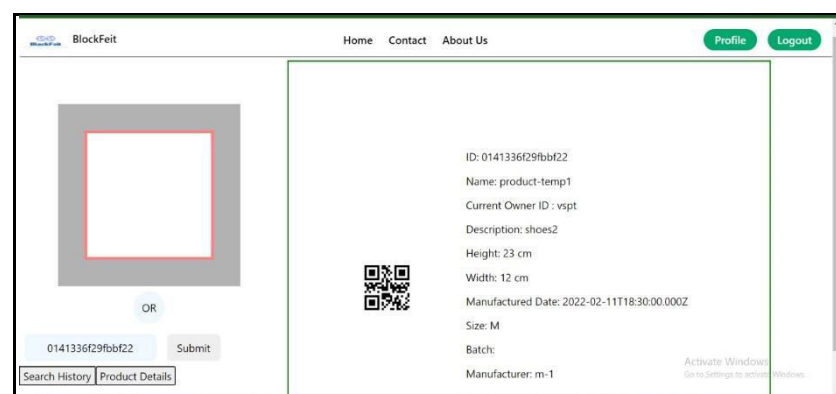 BlockFeit
BlockFeit
Home Contact About Us
Profile
Logout
OR
0141336f29fbbf22
Submit
Search History
Product Details
ID: 0141336f29fbbf22
Name: product-temp1
Current Owner ID : vspt
Description: shoes2
Height: 23 cm
Width: 12 cm
Manufactured Date: 2022-02-11T18:30:00.000Z
Size: M
Batch:
Manufacturer: m-1
Activate Windows
Go to Settings to activate Windows.